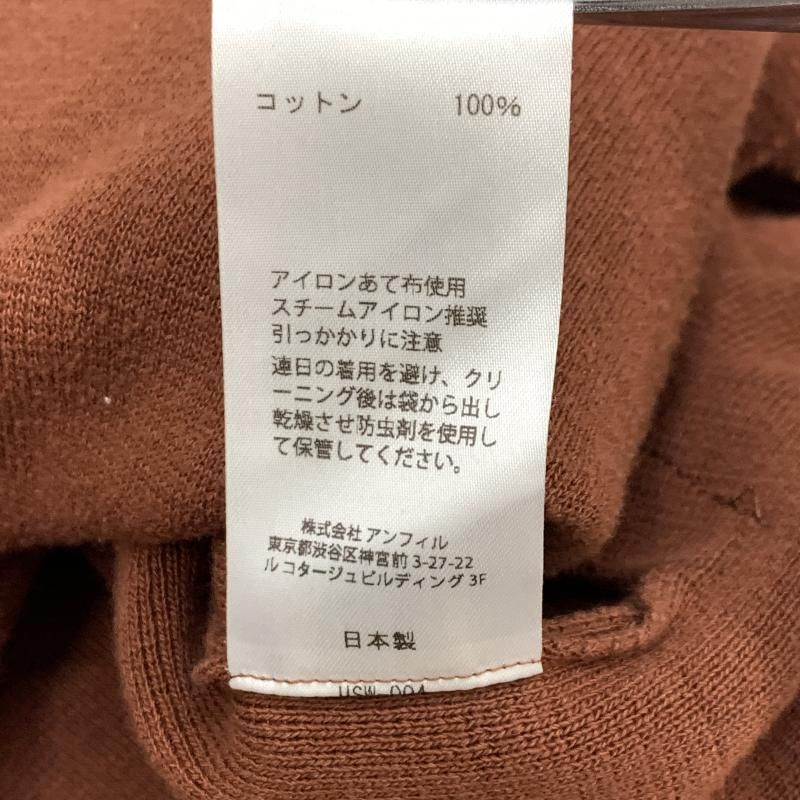 コットン 100%
アイロンあて布使用
スチームアイロン推奨
引っかかりに注意
連日の着用を避け、クリ
ーニング後は袋から出し
乾燥させ防虫剤を使用し
て保管してください。
株式会社 アンフィル
東京都渋谷区神宮前 3-27-22
ル コタージュビルディング 3F
日本製
HSW-004